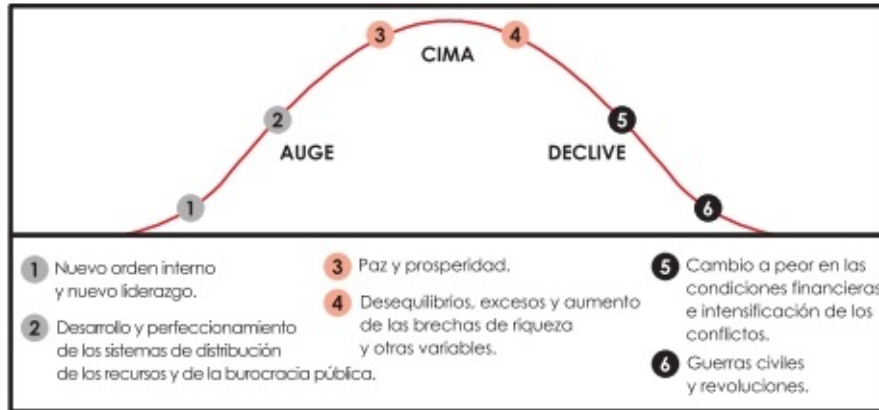 3
4
CIMA
2
5
AUGE
DECLIVE
1
6
1 Nuevo orden interno
y nuevo liderazgo.
2 Desarrollo y perfeccionamiento
de los sistemas de distribución
de los recursos y de la burocracia pública.
3 Paz y prosperidad.
4 Desequilibrios, excesos y aumento
de las brechas de riqueza
y otras variables.
5 Cambio a peor en las
condiciones financieras
e intensificación de los
conflictos.
6 Guerras civiles
y revoluciones.